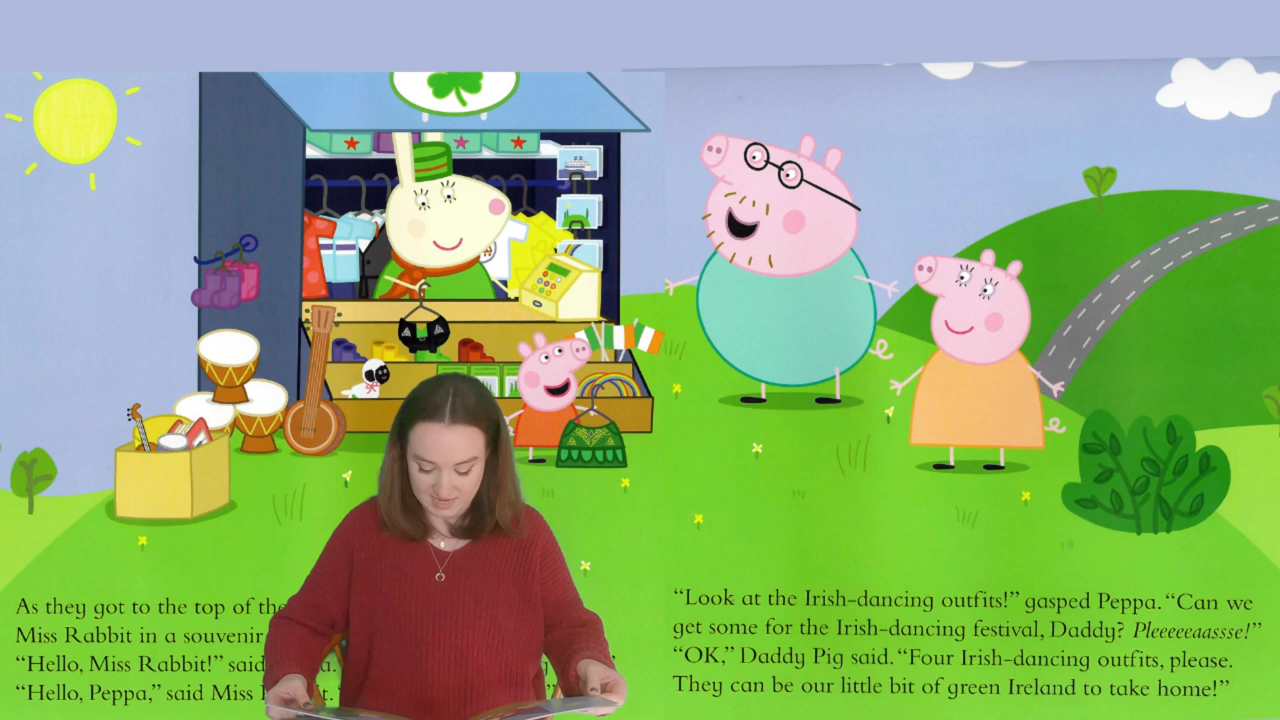 As they got to the top of the
Miss Rabbit in a souvenir
“Hello, Miss Rabbit!” said
“Hello, Peppa,” said Miss
“Look at the Irish-dancing outfits!” gasped Peppa. “Can we
get some for the Irish-dancing festival, Daddy? Pleeeeeaassse!”
“OK,” Daddy Pig said. “Four Irish-dancing outfits, please.
They can be our little bit of green Ireland to take home!”